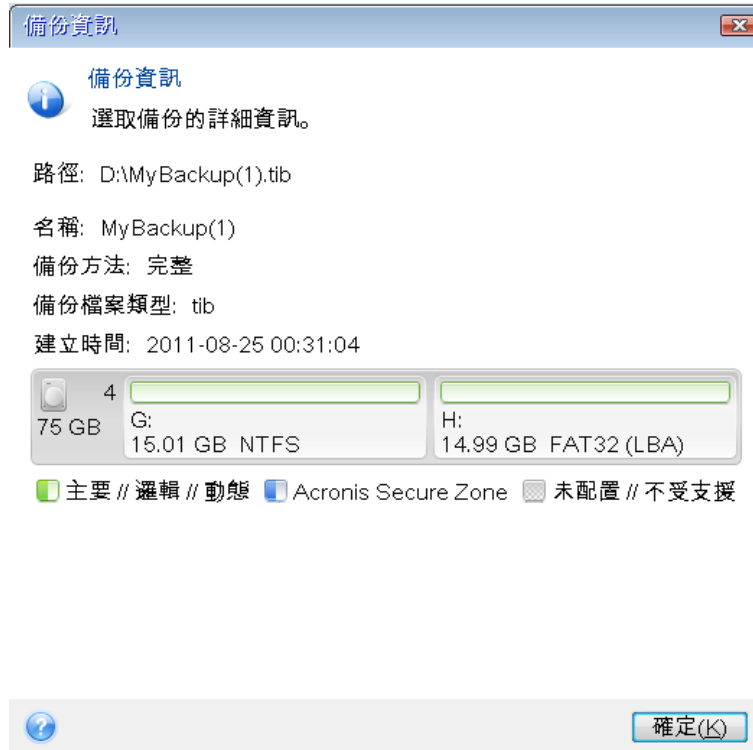 備份資訊
備份資訊
選取備份的詳細資訊。
路徑: D:\MyBackup(1).tib
名稱: MyBackup(1)
備份方法: 完整
備份檔案類型: tib
建立時間: 2011-08-25 00:31:04
4
75 GB
G:
15.01 GB NTFS
H:
14.99 GB FAT32 (LBA)
主要 // 邏輯 // 動態 Acronis Secure Zone 未配置 // 不受支援
確定(K)